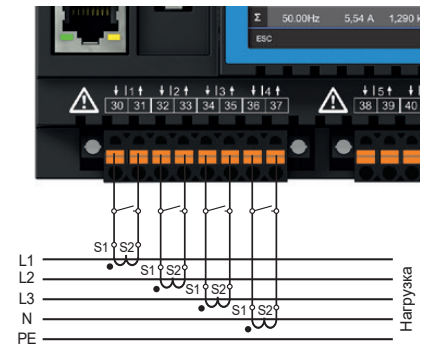 Σ 50.00Hz 5,54 A 1,290 k
ESC
I1 I2 I3 I4 I5
30 31 32 33 34 35 36 37 38 39 40
S1 S2
L1
S1 S2
L2
S1 S2
L3
S1 S2
N
PE
Нагрузка